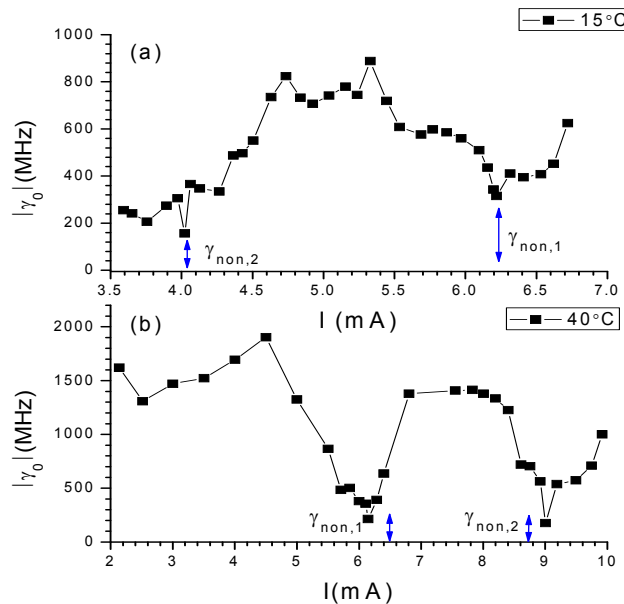 15°C
1000
(a)
800
600
400
200
0
|γ₀| (MHz)
γnon,2
γnon,1
3.5 4.0 4.5 5.0 5.5 6.0 6.5 7.0
I (mA)
40°C
(b)
2000
1500
1000
500
0
|γ₀| (MHz)
γnon,1
γnon,2
2 3 4 5 6 7 8 9 10
I(mA)